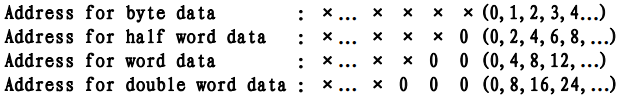 Address for byte data : ×... × × × × (0, 1, 2, 3, 4...)
Address for half word data : ×... × × × 0 (0, 2, 4, 6, 8, ...)
Address for word data : ×... × × 0 0 (0, 4, 8, 12, ...)
Address for double word data : ×... × 0 0 0 (0, 8, 16, 24, ...)